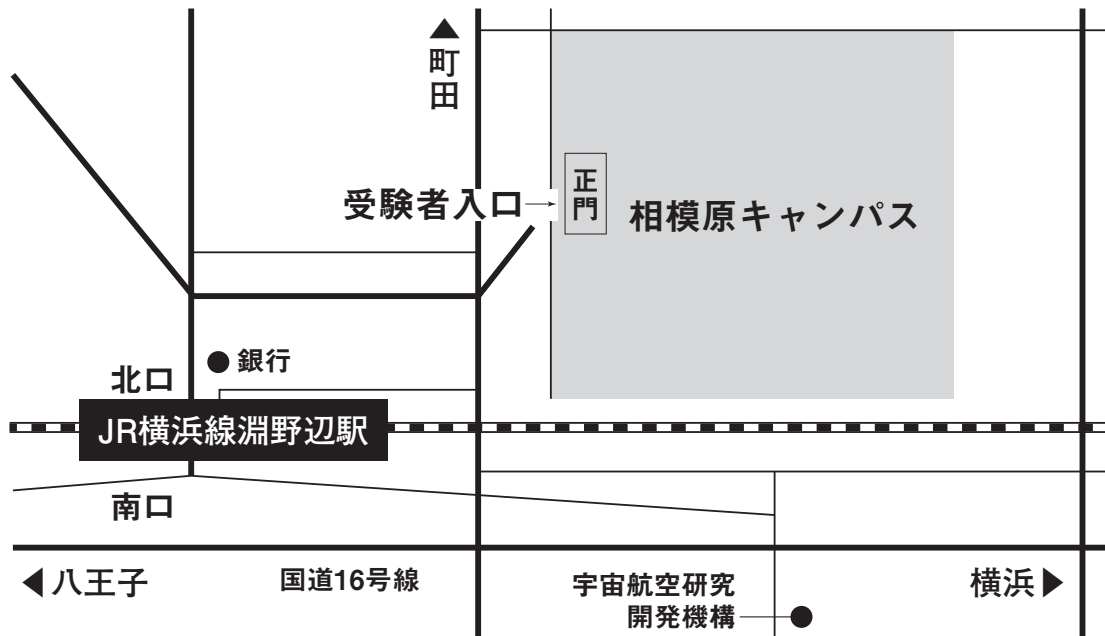 町田
受験者入口
正門
相模原キャンパス
銀行
北口
JR横浜線淵野辺駅
南口
八王子
国道16号線
宇宙航空研究
開発機構
横浜